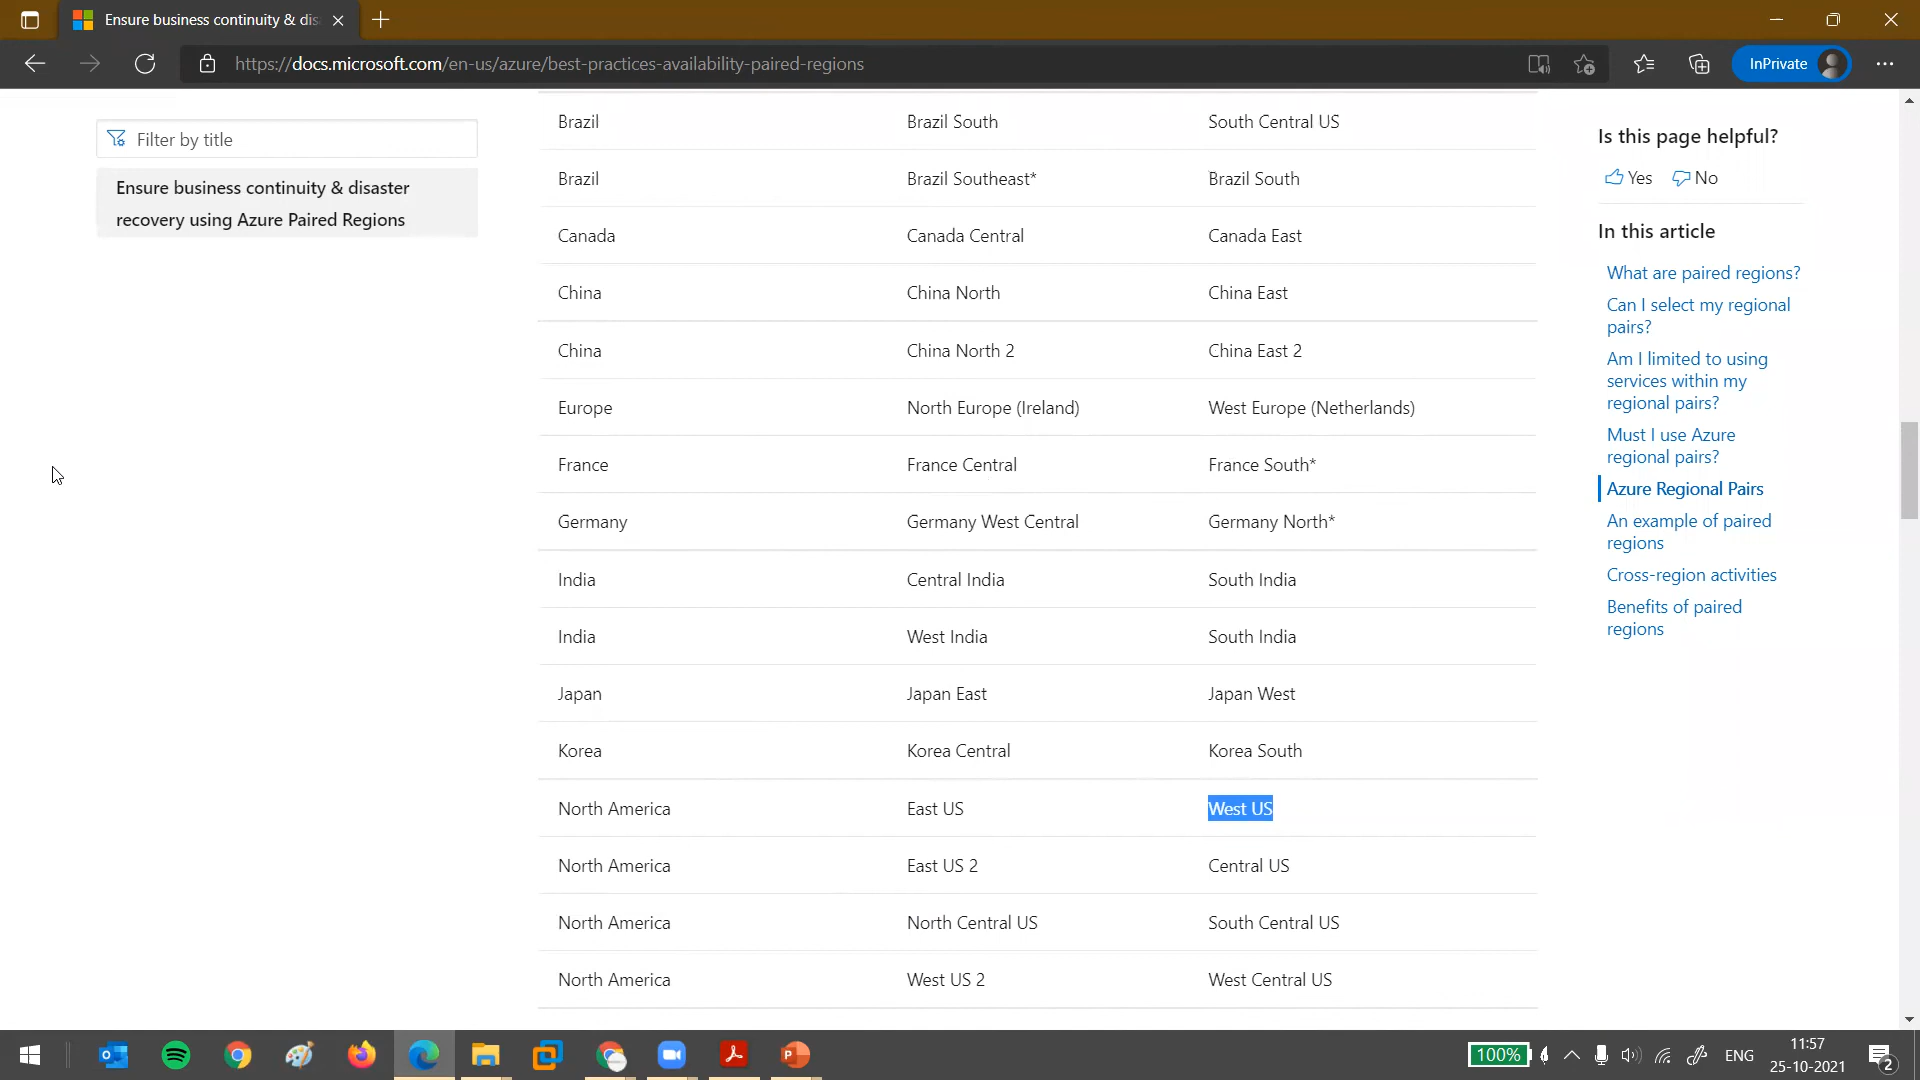 Ensure business continuity & dis
https://docs.microsoft.com/en-us/azure/best-practices-availability-paired-regions
InPrivate
Filter by title
Ensure business continuity & disaster
recovery using Azure Paired Regions
Brazil Brazil South South Central US
Brazil Brazil Southeast* Brazil South
Canada Canada Central Canada East
China China North China East
China China North 2 China East 2
Europe North Europe (Ireland) West Europe (Netherlands)
France France Central France South*
Germany Germany West Central Germany North*
India Central India South India
India West India South India
Japan Japan East Japan West
Korea Korea Central Korea South
North America East US West US
North America East US 2 Central US
North America North Central US South Central US
North America West US 2 West Central US
Is this page helpful?
Yes No
In this article
What are paired regions?
Can I select my regional
pairs?
Am I limited to using
services within my
regional pairs?
Must I use Azure
regional pairs?
Azure Regional Pairs
An example of paired
regions
Cross-region activities
Benefits of paired
regions
100%
ENG
11:57
25-10-2021
2